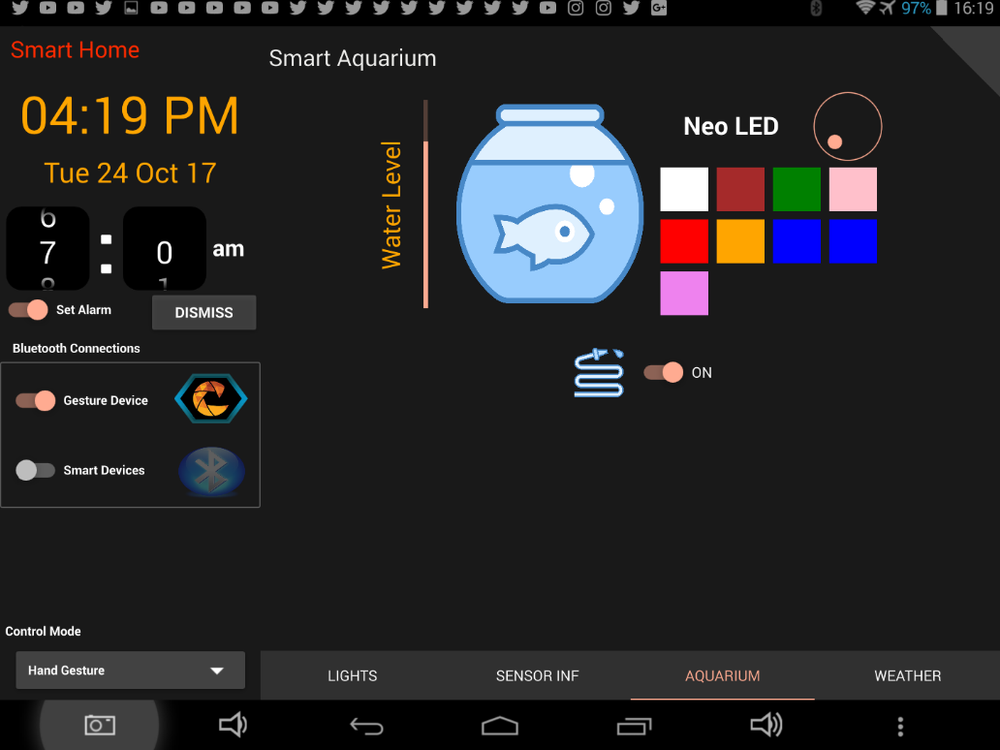 97% 16:19
Smart Home
Smart Aquarium
04:19 PM
Tue 24 Oct 17
Water Level
Neo LED
6
7 : 0 am
8 1
Set Alarm
DISMISS
Bluetooth Connections
Gesture Device
Smart Devices
ON
Control Mode
Hand Gesture
LIGHTS
SENSOR INF
AQUARIUM
WEATHER